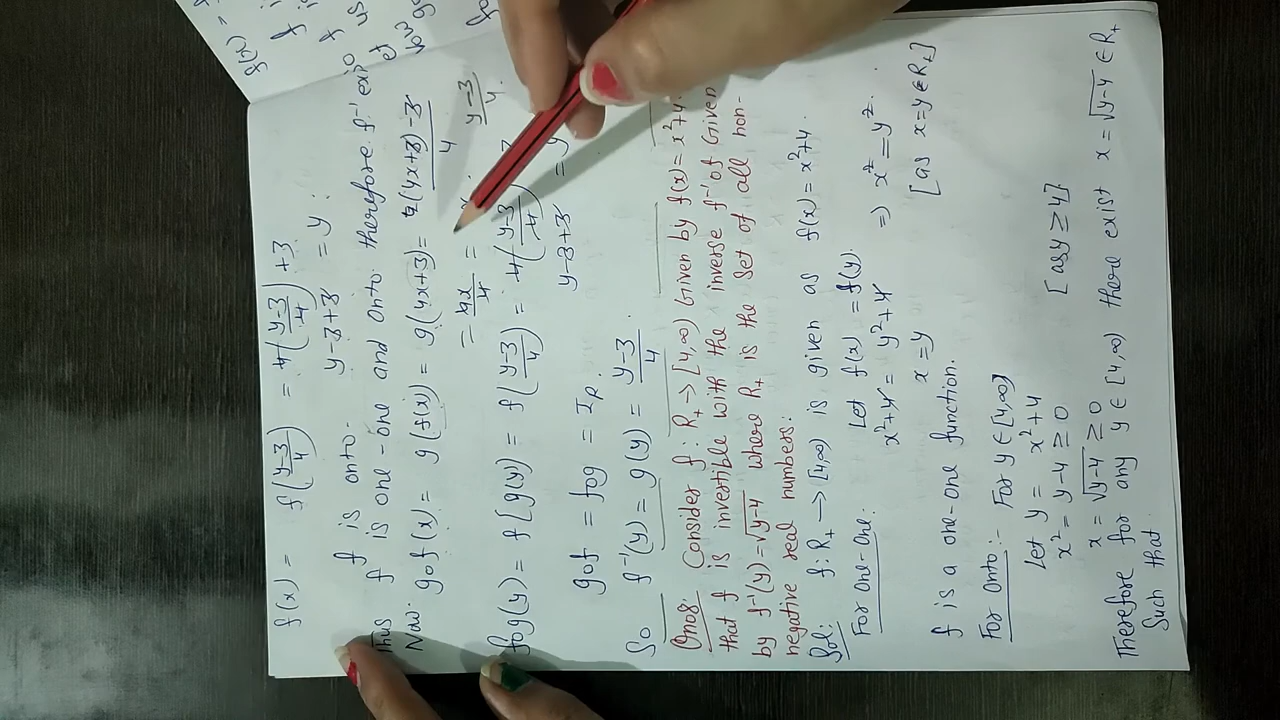 f(x) = f(y-3/4) = 4(y-3/4)+3
y-3+3 = y.
f is onto.
Thus f is one-one and onto therefore f⁻¹
Now gof(x) = g(f(x)) = g(4x+3) = (4x+3)-3/4
= 4x/4 =
y-3/4.
fog(y) = f[g(y)] = f(y-3/4) = 4(y-3/4)
y-3+3 = y
gof = fog = I_R.
So f⁻¹(y) = g(y) = y-3/4
Qno8. Consider f: R₊ → [4,∞) Given by f(x) = x²+4.
that f is investible with the inverse f⁻¹ of Given
by f⁻¹(y) = √y-4 where R₊ is the set of all non-
negative real numbers.
Sol: f: R₊ → [4,∞) is given as f(x) = x²+4.
For One-One: Let f(x) = f(y).
x²+4 = y²+4 => x² = y².
x = y [as x=y ∈ R₊]
f is a one-one function.
For Onto:- For y ∈ [4,∞)
Let y = x²+4
x² = y-4 ≥ 0 [as y ≥ 4]
x = √y-4 ≥ 0
Therefore for any y ∈ [4,∞) there exist x = √y-4 ∈ R₊
Such that